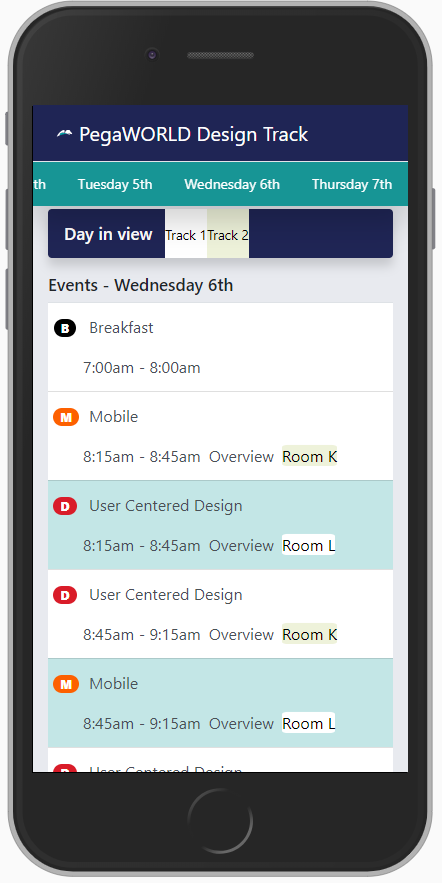 PegaWORLD Design Track
th Tuesday 5th Wednesday 6th Thursday 7th
Day in view Track 1 Track 2
Events - Wednesday 6th
B Breakfast
7:00am - 8:00am
M Mobile
8:15am - 8:45am Overview Room K
D User Centered Design
8:15am - 8:45am Overview Room L
D User Centered Design
8:45am - 9:15am Overview Room K
M Mobile
8:45am - 9:15am Overview Room L
D User Centered Design